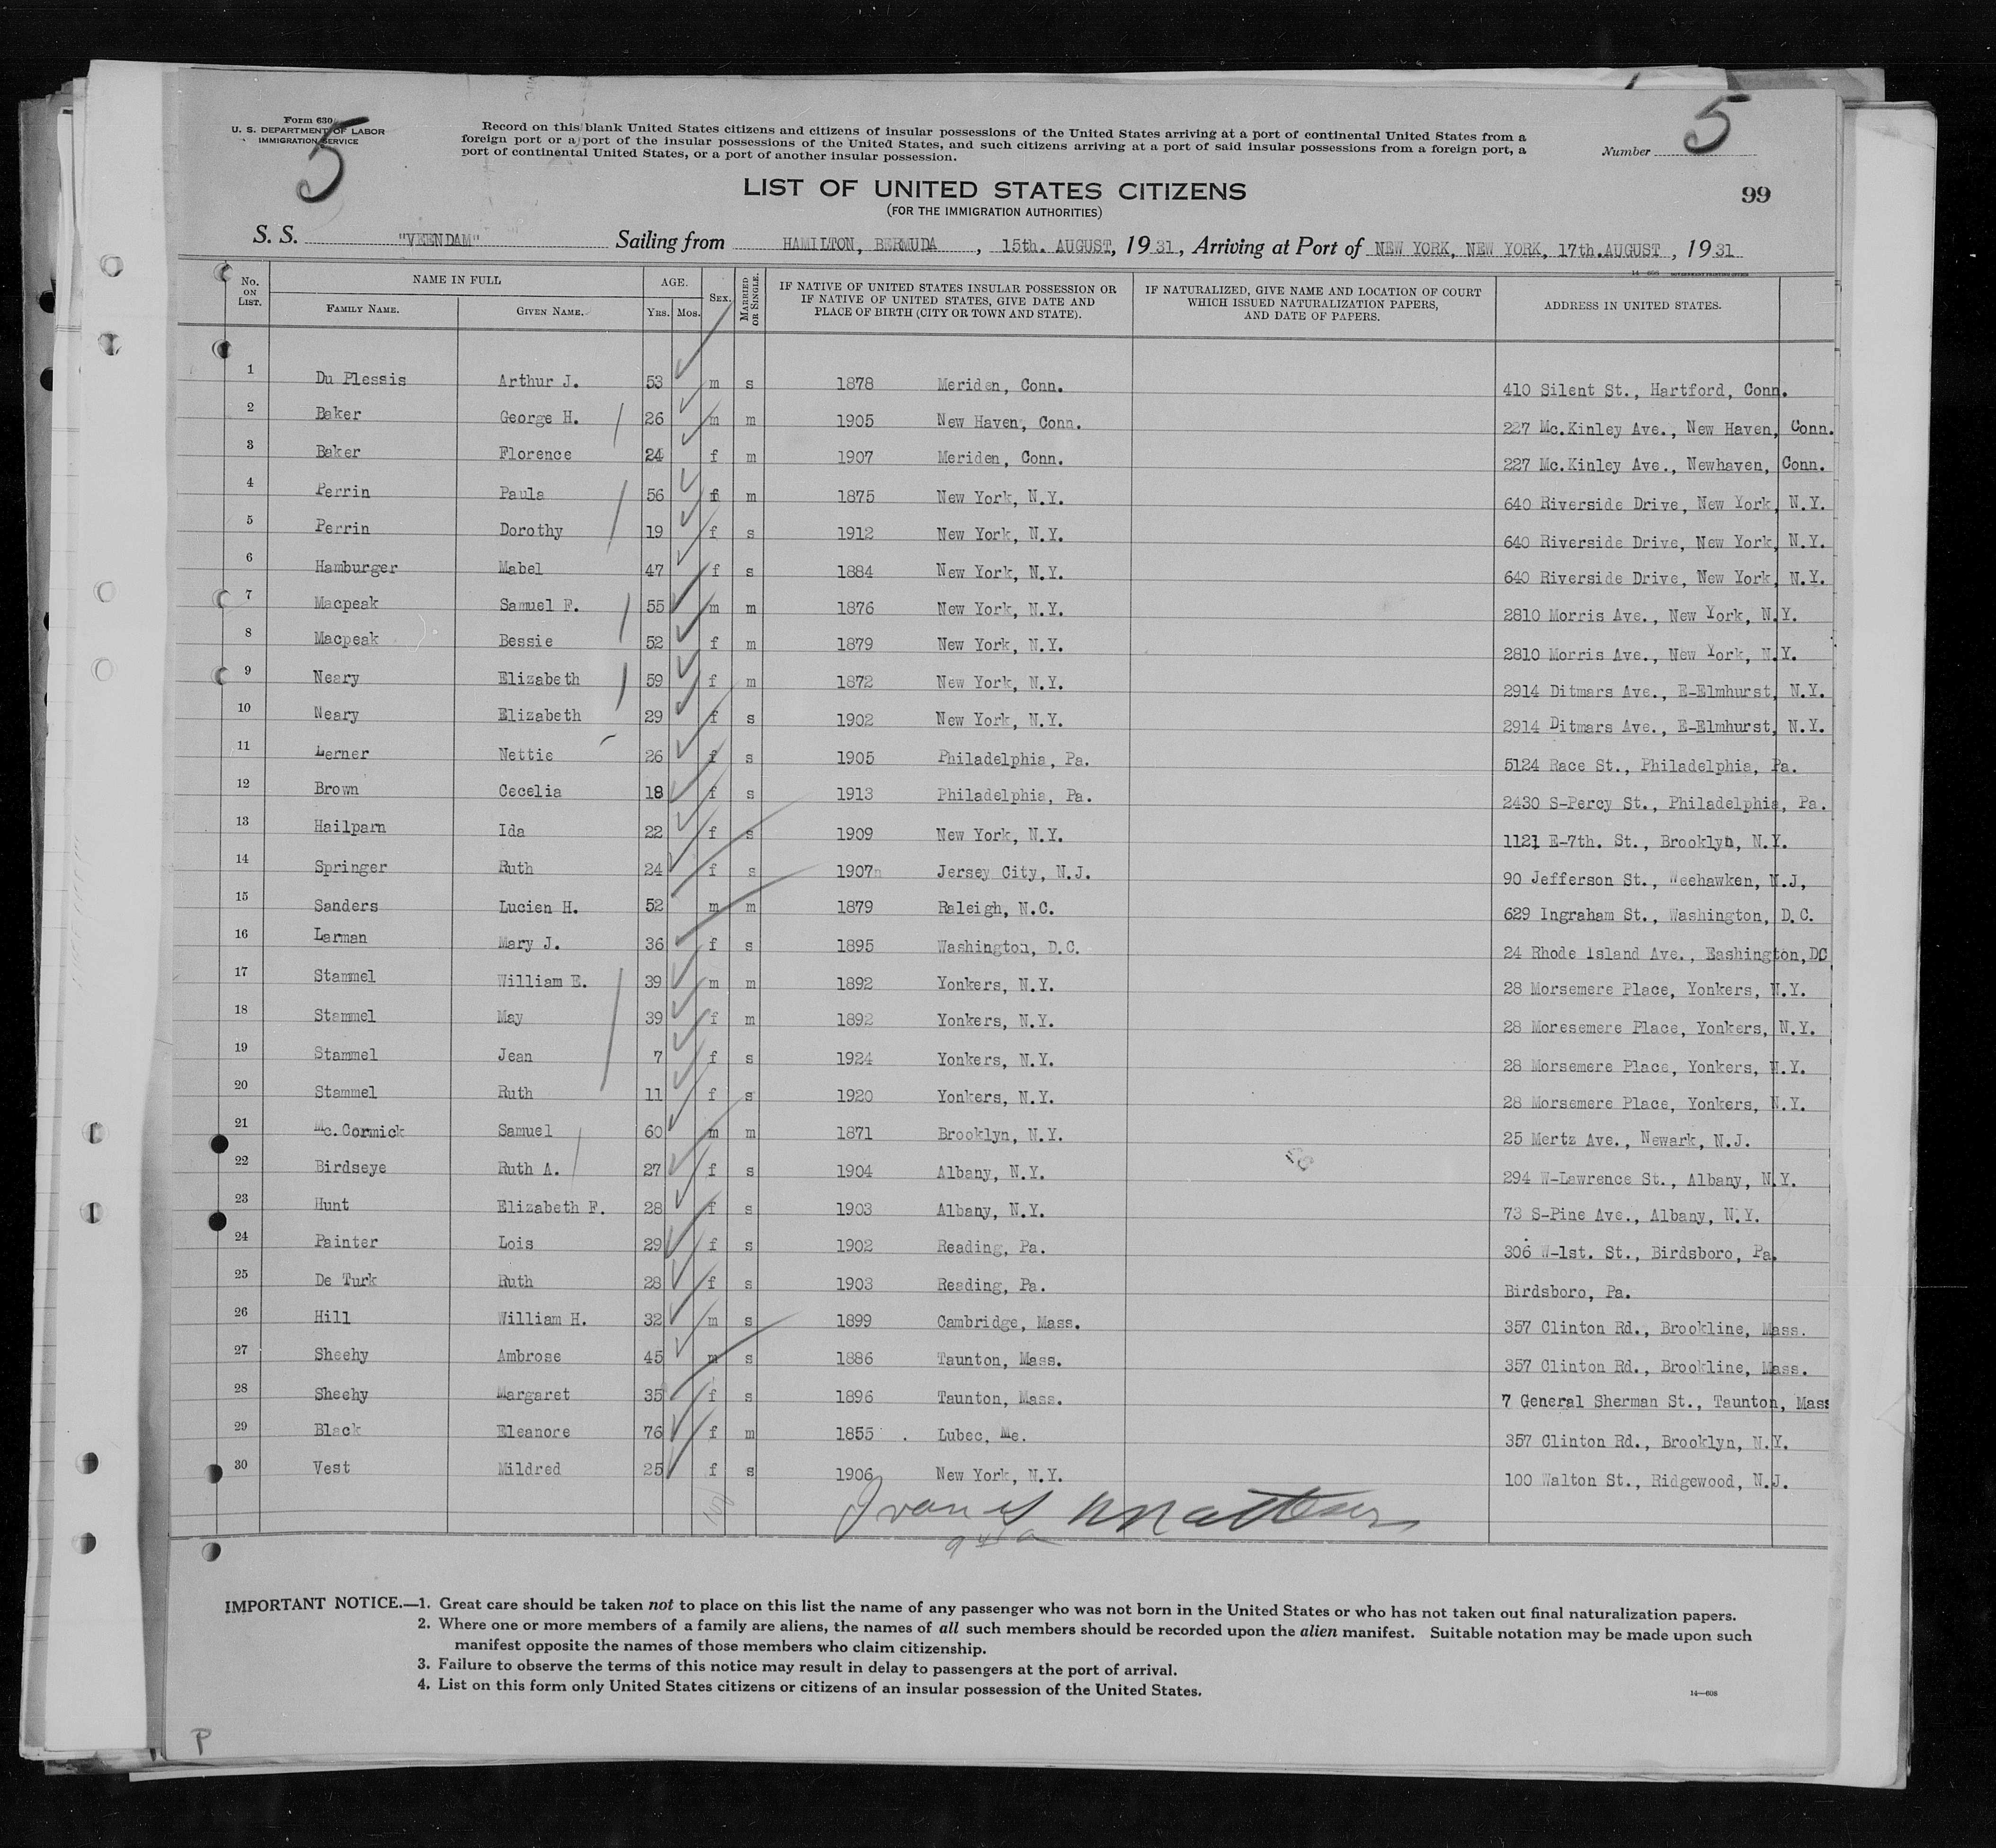 Form 630
U. S. DEPARTMENT OF LABOR
IMMIGRATION SERVICE
5
Record on this blank United States citizens and citizens of insular possessions of the United States arriving at a port of continental United States from a
foreign port or a port of the insular possessions of the United States, and such citizens arriving at a port of said insular possessions from a foreign port, a
port of continental United States, or a port of another insular possession.
Number 5
LIST OF UNITED STATES CITIZENS
(FOR THE IMMIGRATION AUTHORITIES)
99
S. S. "VEENDAM" Sailing from HAMILTON, BERMUDA, 15th. AUGUST, 1931, Arriving at Port of NEW YORK, NEW YORK, 17th.AUGUST, 1931
14—608
No. ON LIST. NAME IN FULL FAMILY NAME. GIVEN NAME. AGE. YRS. MOS. SEX. MARRIED OR SINGLE. IF NATIVE OF UNITED STATES INSULAR POSSESSION OR IF NATIVE OF UNITED STATES, GIVE DATE AND PLACE OF BIRTH (CITY OR TOWN AND STATE). IF NATURALIZED, GIVE NAME AND LOCATION OF COURT WHICH ISSUED NATURALIZATION PAPERS, AND DATE OF PAPERS. ADDRESS IN UNITED STATES.
1 Du Plessis Arthur J. 53 m s 1878 Meriden, Conn. 410 Silent St., Hartford, Conn.
2 Baker George H. 26 m m 1905 New Haven, Conn. 227 Mc.Kinley Ave., New Haven, Conn.
3 Baker Florence 24 f m 1907 Meriden, Conn. 227 Mc.Kinley Ave., Newhaven, Conn.
4 Perrin Paula 56 f m 1875 New York, N.Y. 640 Riverside Drive, New York, N.Y.
5 Perrin Dorothy 19 f s 1912 New York, N.Y. 640 Riverside Drive, New York, N.Y.
6 Hamburger Mabel 47 f s 1884 New York, N.Y. 640 Riverside Drive, New York, N.Y.
7 Macpeak Samuel F. 55 m m 1876 New York, N.Y. 2810 Morris Ave., New York, N.Y.
8 Macpeak Bessie 52 f m 1879 New York, N.Y. 2810 Morris Ave., New York, N.Y.
9 Neary Elizabeth 59 f m 1872 New York, N.Y. 2914 Ditmars Ave., E-Elmhurst, N.Y.
10 Neary Elizabeth 29 f s 1902 New York, N.Y. 2914 Ditmars Ave., E-Elmhurst, N.Y.
11 Lerner Nettie 26 f s 1905 Philadelphia, Pa. 5124 Race St., Philadelphia, Pa.
12 Brown Cecelia 18 f s 1913 Philadelphia, Pa. 2430 S-Percy St., Philadelphia, Pa.
13 Hailparn Ida 22 f s 1909 New York, N.Y. 1121 E-7th. St., Brooklyn, N.Y.
14 Springer Ruth 24 f s 1907 Jersey City, N.J. 90 Jefferson St., Weehawken, N.J,
15 Sanders Lucien H. 52 m m 1879 Raleigh, N.C. 629 Ingraham St., Washington, D.C.
16 Larman Mary J. 36 f s 1895 Washington, D.C. 24 Rhode Island Ave., Eashington,DC
17 Stammel William E. 39 m m 1892 Yonkers, N.Y. 28 Morsemere Place, Yonkers, N.Y.
18 Stammel May 39 f m 1892 Yonkers, N.Y. 28 Moresemere Place, Yonkers, N.Y.
19 Stammel Jean 7 f s 1924 Yonkers, N.Y. 28 Morsemere Place, Yonkers, N.Y.
20 Stammel Ruth 11 f s 1920 Yonkers, N.Y. 28 Morsemere Place, Yonkers, N.Y.
21 Mc.Cormick Samuel 60 m m 1871 Brooklyn, N.Y. 25 Mertz Ave., Newark, N.J.
22 Birdseye Ruth A. 27 f s 1904 Albany, N.Y. 294 W-Lawrence St., Albany, N.Y.
23 Hunt Elizabeth F. 28 f s 1903 Albany, N.Y. 73 S-Pine Ave., Albany, N.Y.
24 Painter Lois 29 f s 1902 Reading, Pa. 306 W-1st. St., Birdsboro, Pa.
25 De Turk Ruth 28 f s 1903 Reading, Pa. Birdsboro, Pa.
26 Hill William H. 32 m s 1899 Cambridge, Mass. 357 Clinton Rd., Brookline, Mass.
27 Sheehy Ambrose 45 m s 1886 Taunton, Mass. 357 Clinton Rd., Brookline, Mass.
28 Sheehy Margaret 35 f s 1896 Taunton, Mass. 7 General Sherman St., Taunton, Mass
29 Black Eleanore 76 f m 1855 Lubec, Me. 357 Clinton Rd., Brooklyn, N.Y.
30 Vest Mildred 25 f s 1906 New York, N.Y. 100 Walton St., Ridgewood, N.J.
IMPORTANT NOTICE.—1. Great care should be taken not to place on this list the name of any passenger who was not born in the United States or who has not taken out final naturalization papers.
2. Where one or more members of a family are aliens, the names of all such members should be recorded upon the alien manifest. Suitable notation may be made upon such
manifest opposite the names of those members who claim citizenship.
3. Failure to observe the terms of this notice may result in delay to passengers at the port of arrival.
4. List on this form only United States citizens or citizens of an insular possession of the United States.
14—608
P